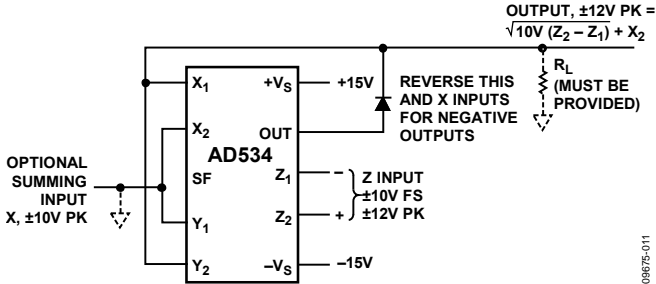 OUTPUT, ±12V PK =
√10V (Z2 – Z1) + X2
X1
+VS
+15V
REVERSE THIS
AND X INPUTS
FOR NEGATIVE
OUTPUTS
RL
(MUST BE
PROVIDED)
X2
OUT
AD534
OPTIONAL
SUMMING
INPUT
X, ±10V PK
SF
Z1
–
Z INPUT
±10V FS
±12V PK
Y1
Z2
+
Y2
–VS
–15V
09675-011